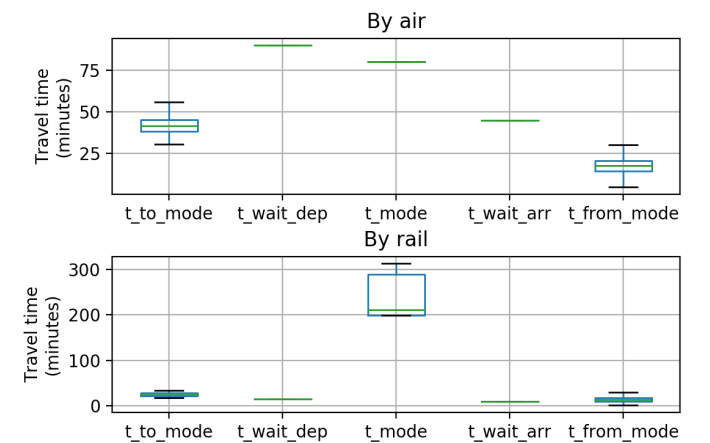 By air
Travel time
(minutes)
75
50
25
t_to_mode t_wait_dep t_mode t_wait_arr t_from_mode
By rail
Travel time
(minutes)
300
200
100
0
t_to_mode t_wait_dep t_mode t_wait_arr t_from_mode